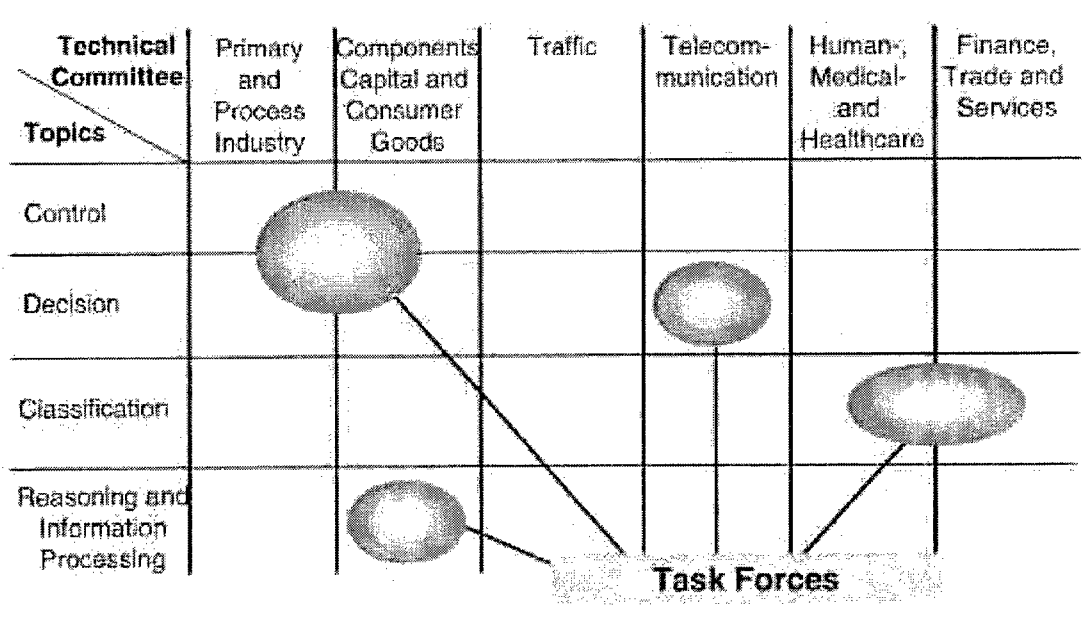 Technical
Committee
Topics
Primary
and
Process
Industry
Components
Capital and
Consumer
Goods
Traffic
Telecom-
munication
Human-,
Medical-
and
Healthcare
Finance,
Trade and
Services
Control
Decision
Classification
Reasoning and
Information
Processing
Task Forces